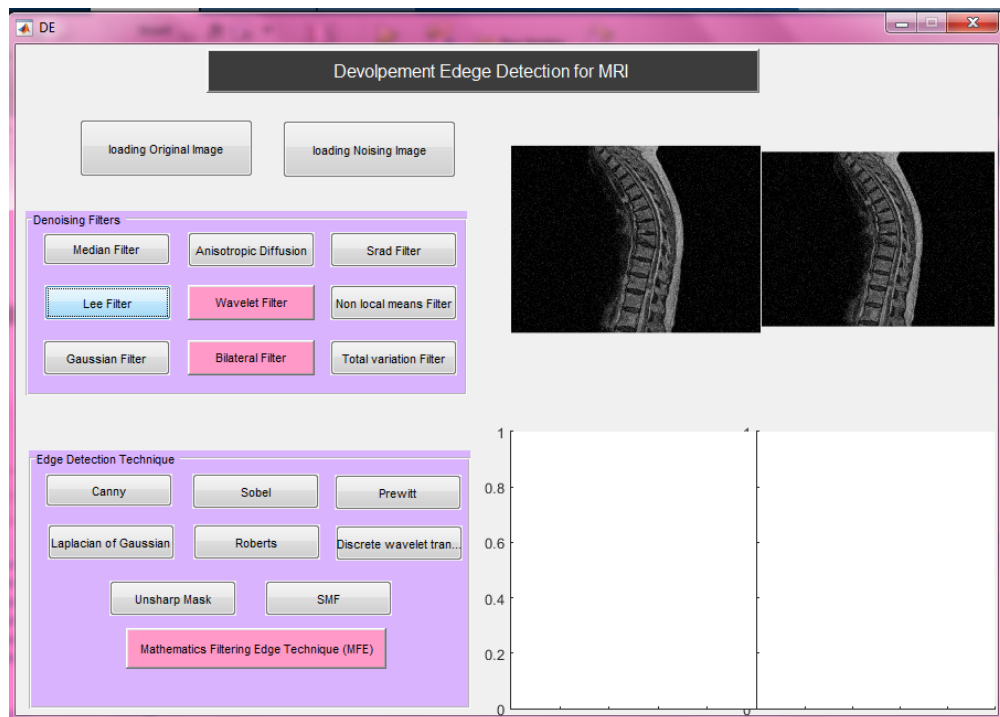 DE
Devolpement Edege Detection for MRI
loading Original Image
loading Noising Image
Denoising Filters
Median Filter
Anisotropic Diffusion
Srad Filter
Lee Filter
Wavelet Filter
Non local means Filter
Gaussian Filter
Bilateral Filter
Total variation Filter
Edge Detection Technique
Canny
Sobel
Prewitt
Laplacian of Gaussian
Roberts
Discrete wavelet tran...
Unsharp Mask
SMF
Mathematics Filtering Edge Technique (MFE)
1
0.8
0.6
0.4
0.2
0